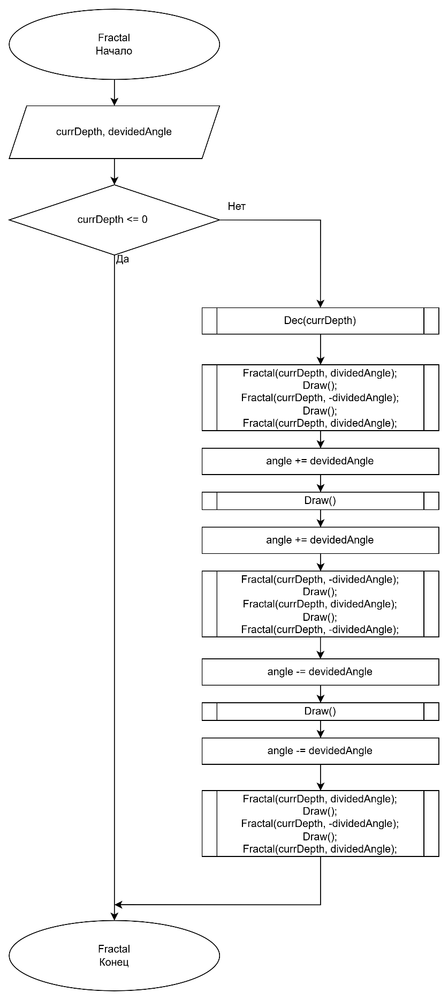 Fractal
Начало
currDepth, devidedAngle
currDepth <= 0
Нет
Да
Dec(currDepth)
Fractal(currDepth, dividedAngle);
Draw();
Fractal(currDepth, -dividedAngle);
Draw();
Fractal(currDepth, dividedAngle);
angle += devidedAngle
Draw()
angle += devidedAngle
Fractal(currDepth, -dividedAngle);
Draw();
Fractal(currDepth, dividedAngle);
Draw();
Fractal(currDepth, -dividedAngle);
angle -= devidedAngle
Draw()
angle -= devidedAngle
Fractal(currDepth, dividedAngle);
Draw();
Fractal(currDepth, -dividedAngle);
Draw();
Fractal(currDepth, dividedAngle);
Fractal
Конец